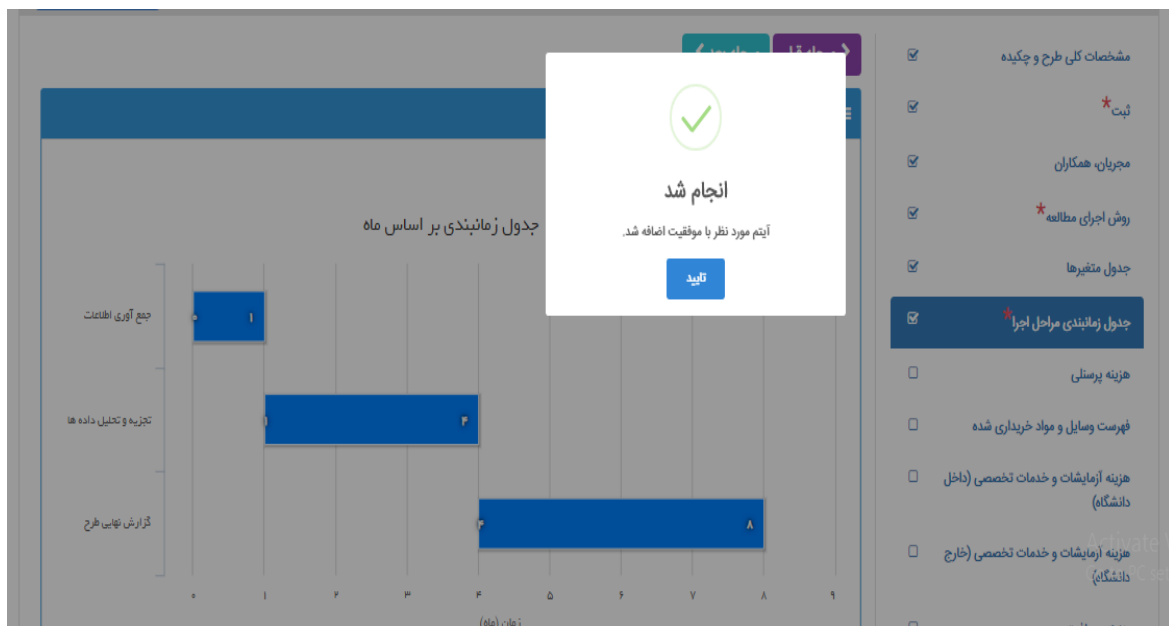 مشخصات کلی طرح و چکیده
ثبت*
مجریان، همکاران
روش اجرای مطالعه*
جدول متغیرها
جدول زمانبندی مراحل اجرا*
هزینه پرسنلی
فهرست وسایل و مواد خریداری شده
هزینه آزمایشات و خدمات تخصصی (داخل
دانشگاه)
هزینه آزمایشات و خدمات تخصصی (خارج
دانشگاه)
Activate
انجام شد
آیتم مورد نظر با موفقیت اضافه شد.
تایید
جدول زمانبندی بر اساس ماه
جمع آوری اطلاعات
۰ ۱
تجزیه و تحلیل داده ها
۱ ۴
گزارش نهایی طرح
۴ ۸
۰ ۱ ۲ ۳ ۴ ۵ ۶ ۷ ۸ ۹
زمان (ماه)